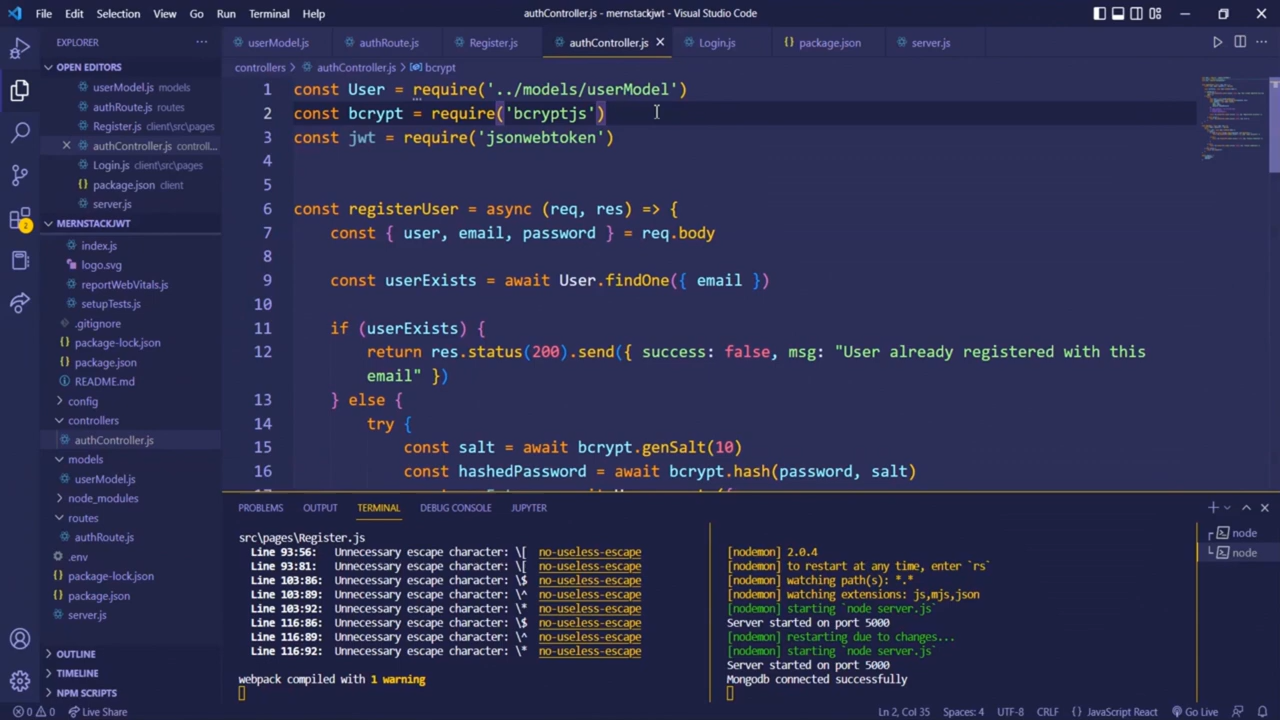 File Edit Selection View Go Run Terminal Help
authController.js - mernstackjwt - Visual Studio Code
EXPLORER
OPEN EDITORS
userModel.js models
authRoute.js routes
Register.js client\src\pages
authController.js controll...
Login.js client\src\pages
package.json client
server.js
MERNSTACKJWT
index.js
logo.svg
reportWebVitals.js
setupTests.js
.gitignore
package-lock.json
package.json
README.md
config
controllers
authController.js
models
userModel.js
node_modules
routes
authRoute.js
.env
package-lock.json
package.json
server.js
OUTLINE
TIMELINE
NPM SCRIPTS
2
userModel.js authRoute.js Register.js authController.js Login.js package.json server.js
controllers > authController.js > bcrypt
1 const User = require('../models/userModel')
2 const bcrypt = require('bcryptjs')
3 const jwt = require('jsonwebtoken')
4
5
6 const registerUser = async (req, res) => {
7 const { user, email, password } = req.body
8
9 const userExists = await User.findOne({ email })
10
11 if (userExists) {
12 return res.status(200).send({ success: false, msg: "User already registered with this
email" })
13 } else {
14 try {
15 const salt = await bcrypt.genSalt(10)
16 const hashedPassword = await bcrypt.hash(password, salt)
PROBLEMS OUTPUT TERMINAL DEBUG CONSOLE JUPYTER
src\pages\Register.js
Line 93:56: Unnecessary escape character: \[ no-useless-escape
Line 93:81: Unnecessary escape character: \[ no-useless-escape
Line 103:86: Unnecessary escape character: \$ no-useless-escape
Line 103:89: Unnecessary escape character: \^ no-useless-escape
Line 103:92: Unnecessary escape character: \* no-useless-escape
Line 116:86: Unnecessary escape character: \$ no-useless-escape
Line 116:89: Unnecessary escape character: \^ no-useless-escape
Line 116:92: Unnecessary escape character: \* no-useless-escape
webpack compiled with 1 warning
[nodemon] 2.0.4
[nodemon] to restart at any time, enter `rs`
[nodemon] watching path(s): *.*
[nodemon] watching extensions: js,mjs,json
[nodemon] starting `node server.js`
Server started on port 5000
[nodemon] restarting due to changes...
[nodemon] starting `node server.js`
Server started on port 5000
Mongodb connected successfully
node
node
0 0 Live Share
Ln 2, Col 35 Spaces: 4 UTF-8 CRLF {} JavaScript React Go Live